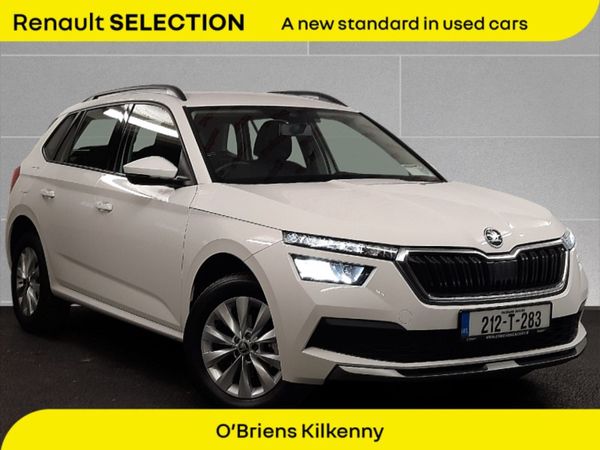 Renault SELECTION
A new standard in used cars
212-T-283
O'Briens Kilkenny